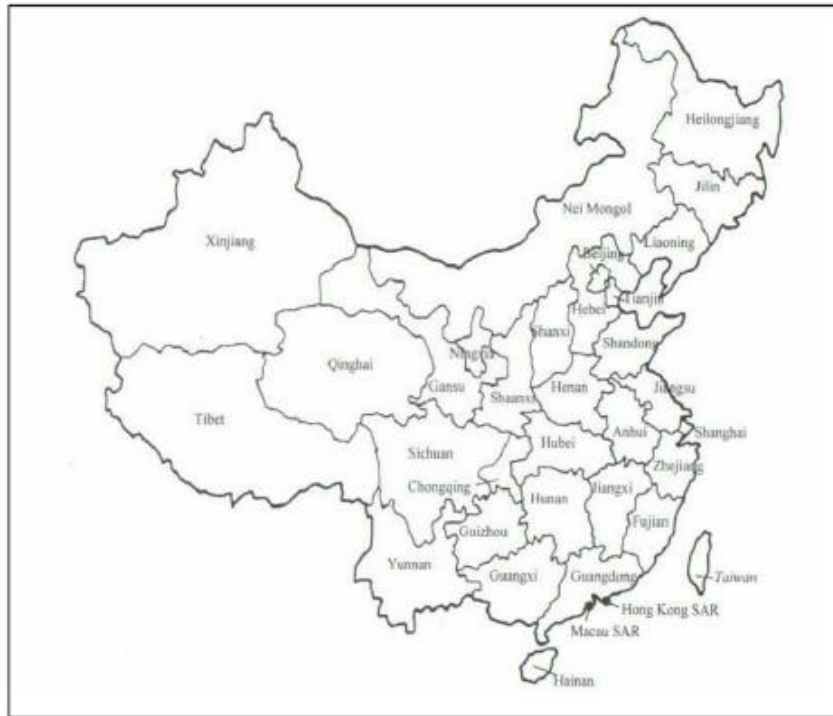 Heilongjiang
Jilin
Nei Mongol
Xinjiang
Liaoning
Beijing
Tianjin
Hebei
Shanxi
Shandong
Ningxia
Qinghai
Gansu
Shaanxi
Henan
Jiangsu
Tibet
Anhui
Shanghai
Hubei
Sichuan
Zhejiang
Chongqing
Hunan
Jiangxi
Fujian
Guizhou
Yunnan
Guangxi
Guangdong
Taiwan
Hong Kong SAR
Macau SAR
Hainan